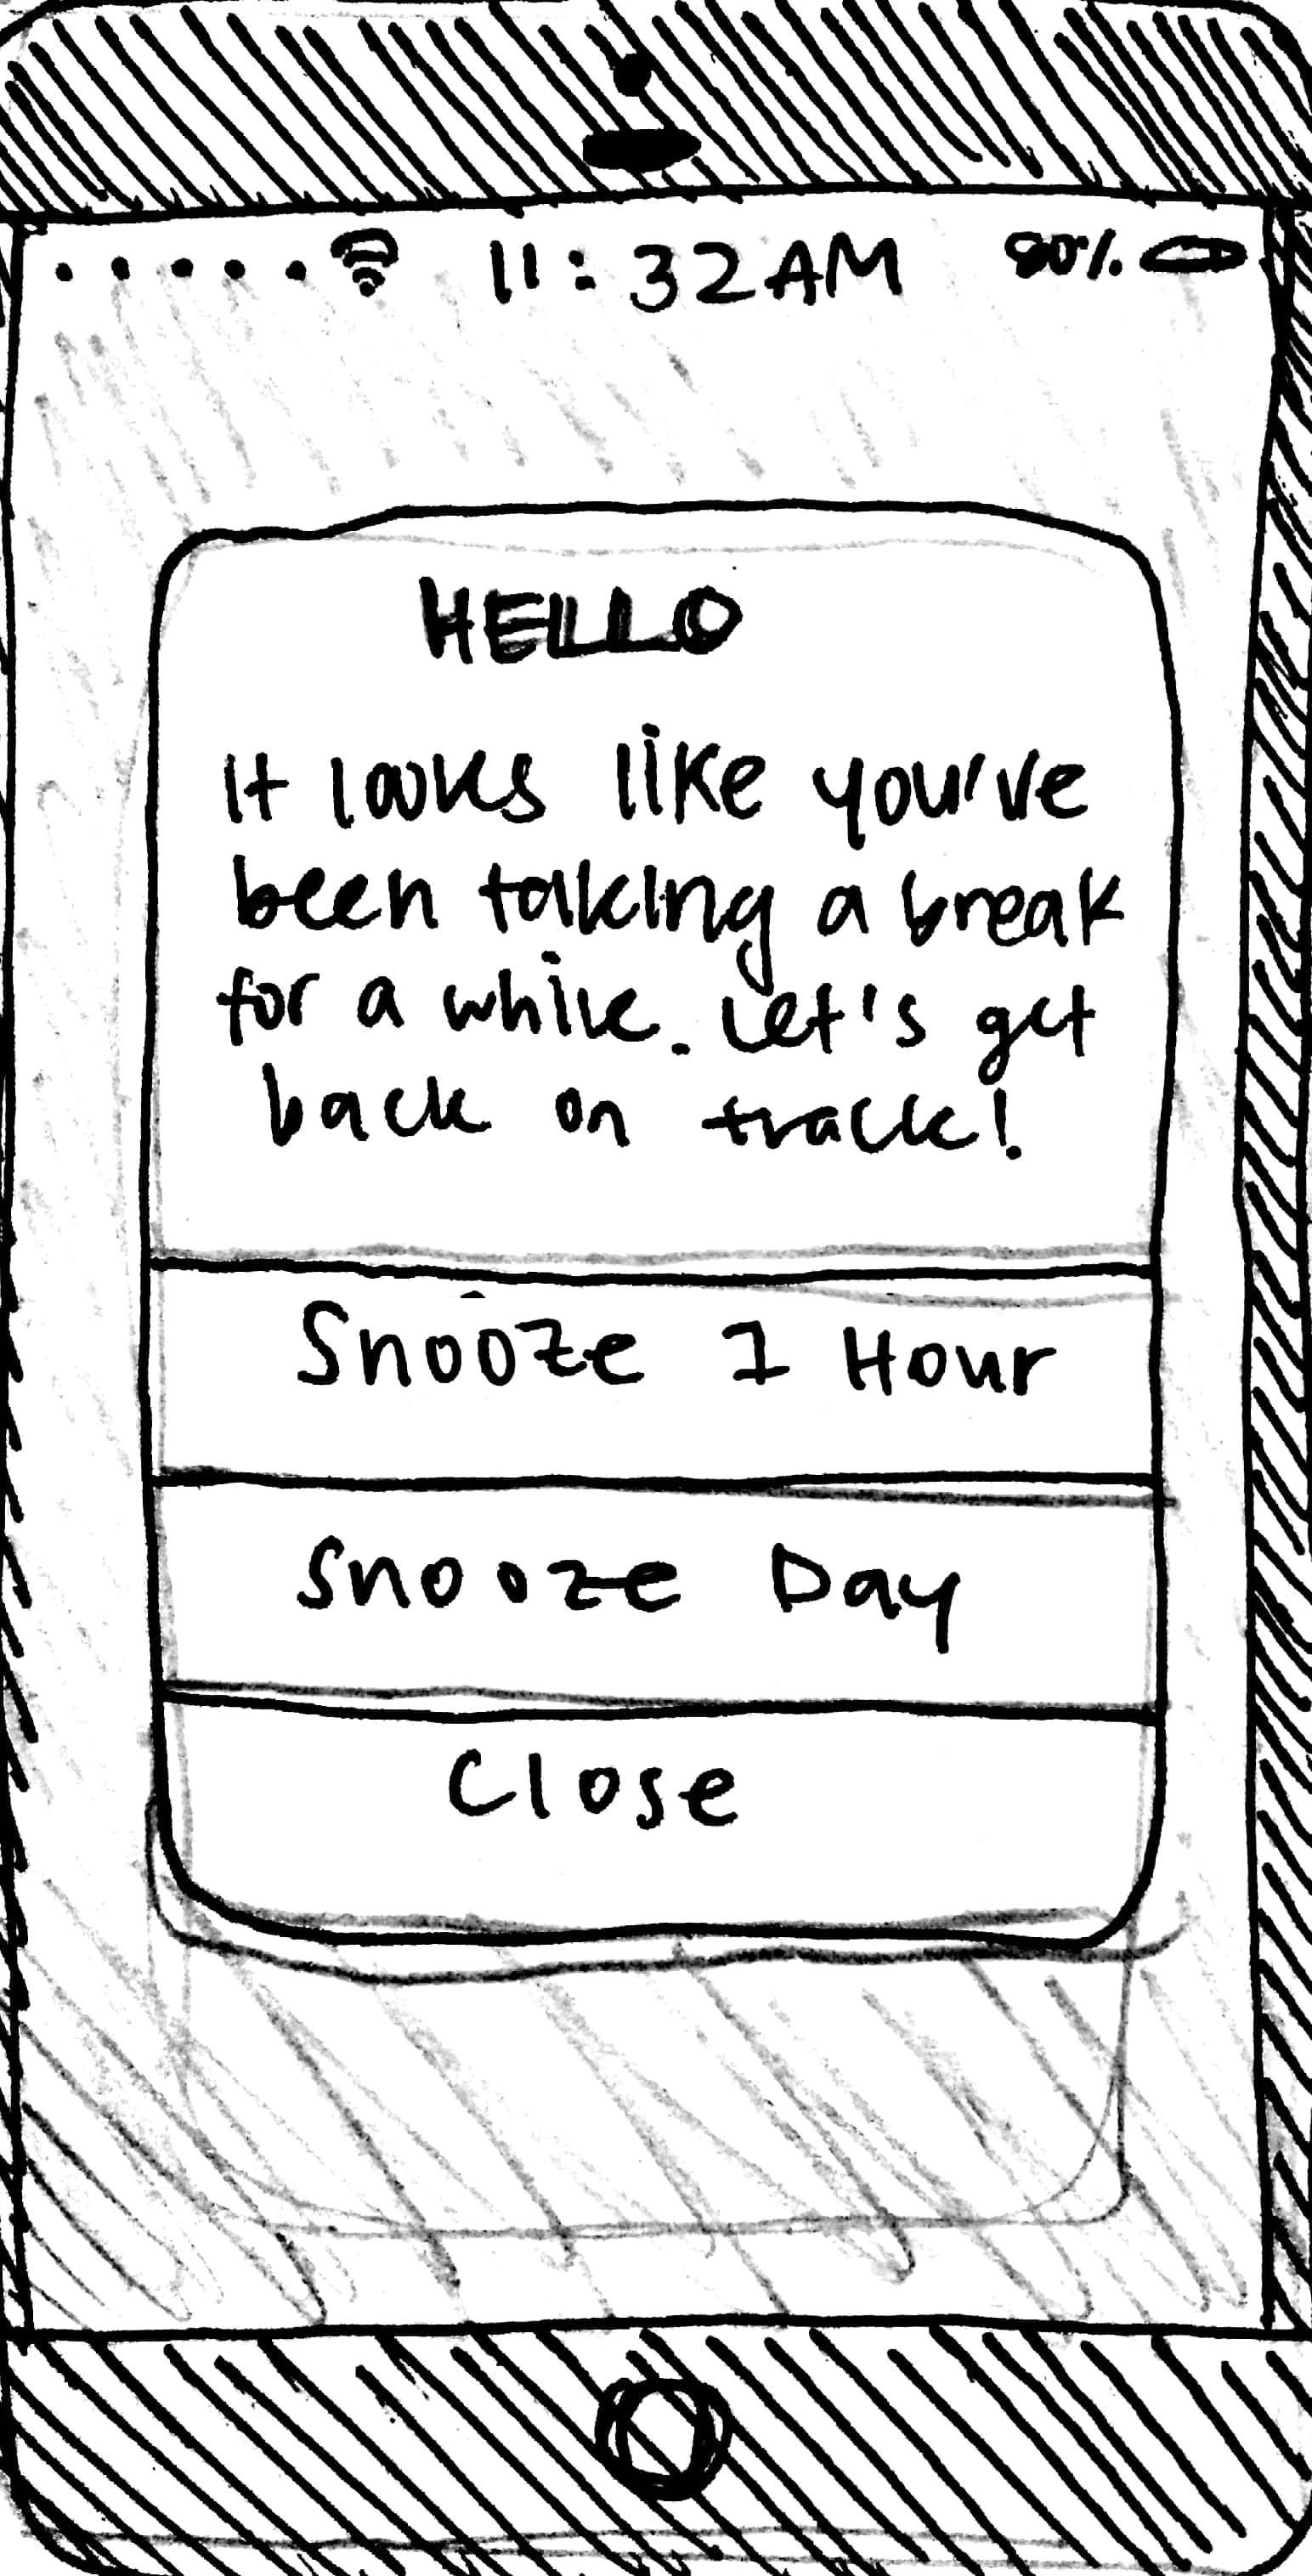 11:32AM 80%
HELLO
It looks like you've
been taking a break
for a while. Let's get
back on track!
Snooze 1 Hour
Snooze Day
Close